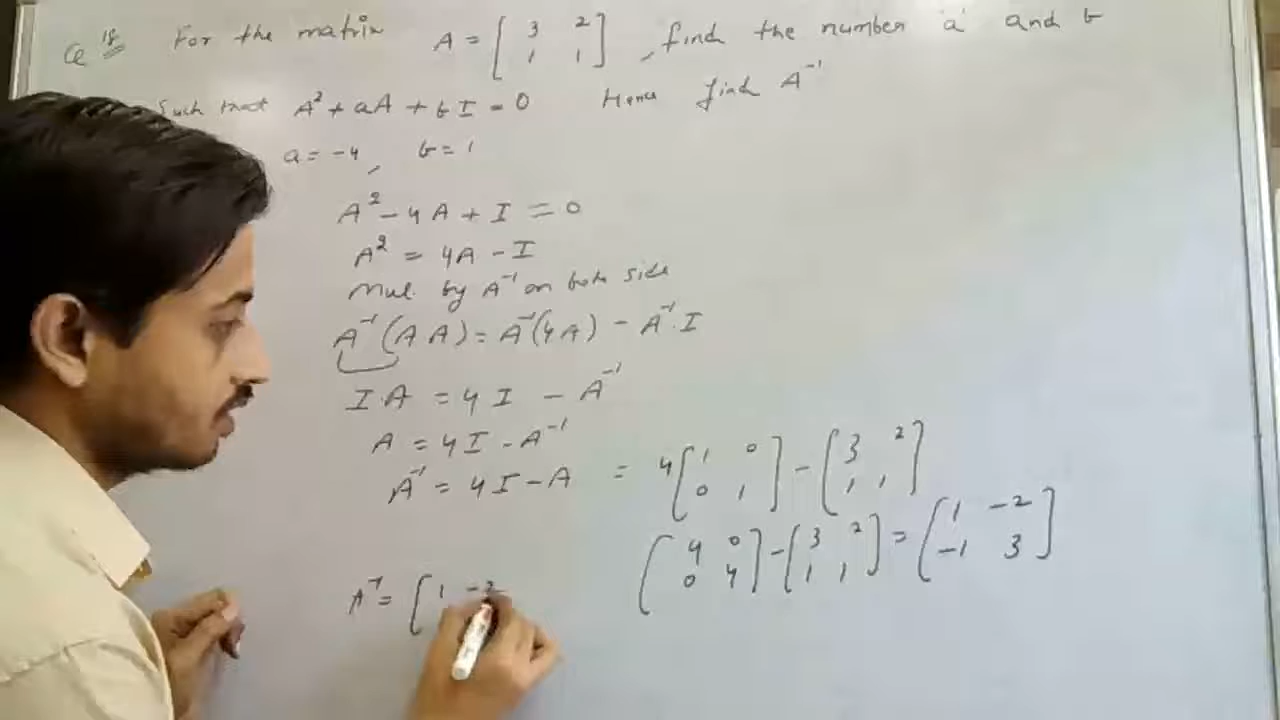 Q 18 For the matrix A = [ 3 2 1 1 ] , find the number 'a' and b
Such that A² + aA + bI = 0 Hence find A⁻¹
a = -4 , b = 1
A² - 4A + I = 0
A² = 4A - I
Mul. by A⁻¹ on both side
A⁻¹(AA) = A⁻¹(4A) - A⁻¹.I
I.A = 4I - A⁻¹
A = 4I - A⁻¹
A⁻¹ = 4I - A = 4[ 1 0 0 1 ] - [ 3 2 1 1 ]
[ 4 0 0 4 ] - [ 3 2 1 1 ] = [ 1 -2 -1 3 ]
A⁻¹ = [ 1 -2